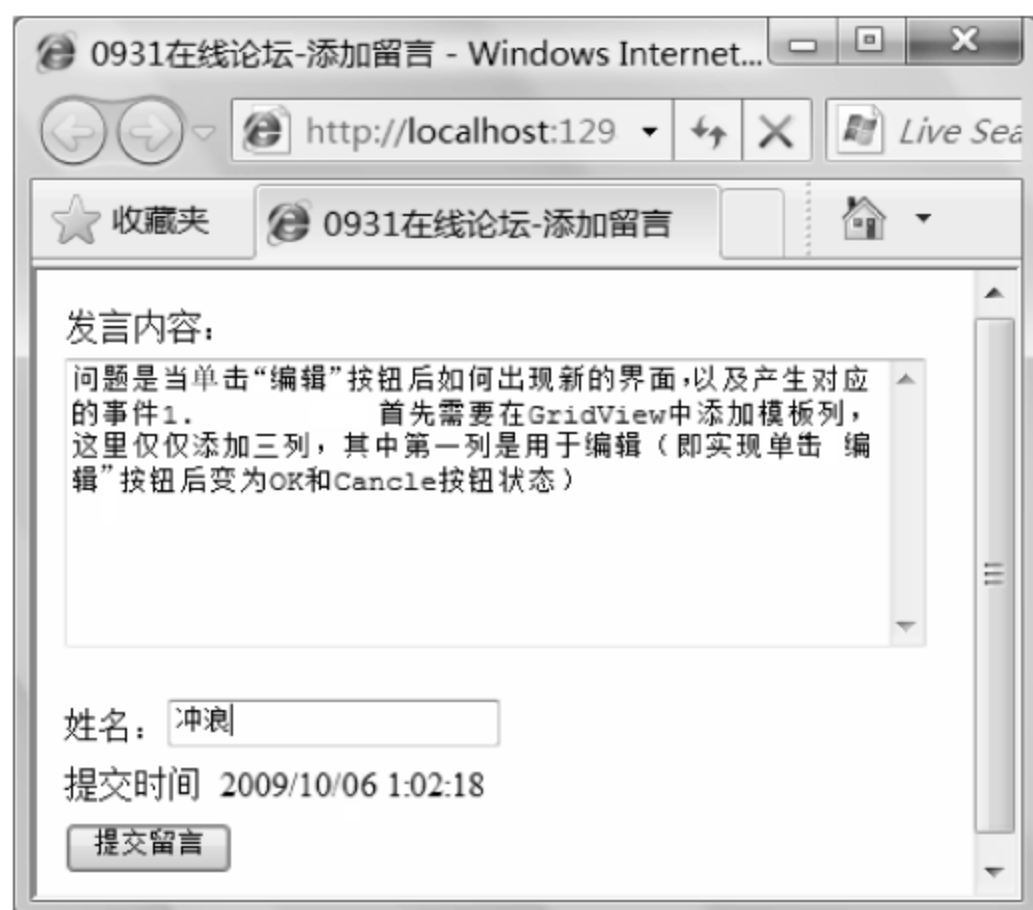 0931在线论坛-添加留言 - Windows Internet...
http://localhost:129
Live Sea
收藏夹
0931在线论坛-添加留言
发言内容：
问题是当单击“编辑”按钮后如何出现新的界面，以及产生对应
的事件1. 首先需要在GridView中添加模板列，
这里仅仅添加三列，其中第一列是用于编辑（即实现单击 编
辑”按钮后变为OK和Cancle按钮状态）
姓名：冲浪
提交时间 2009/10/06 1:02:18
提交留言